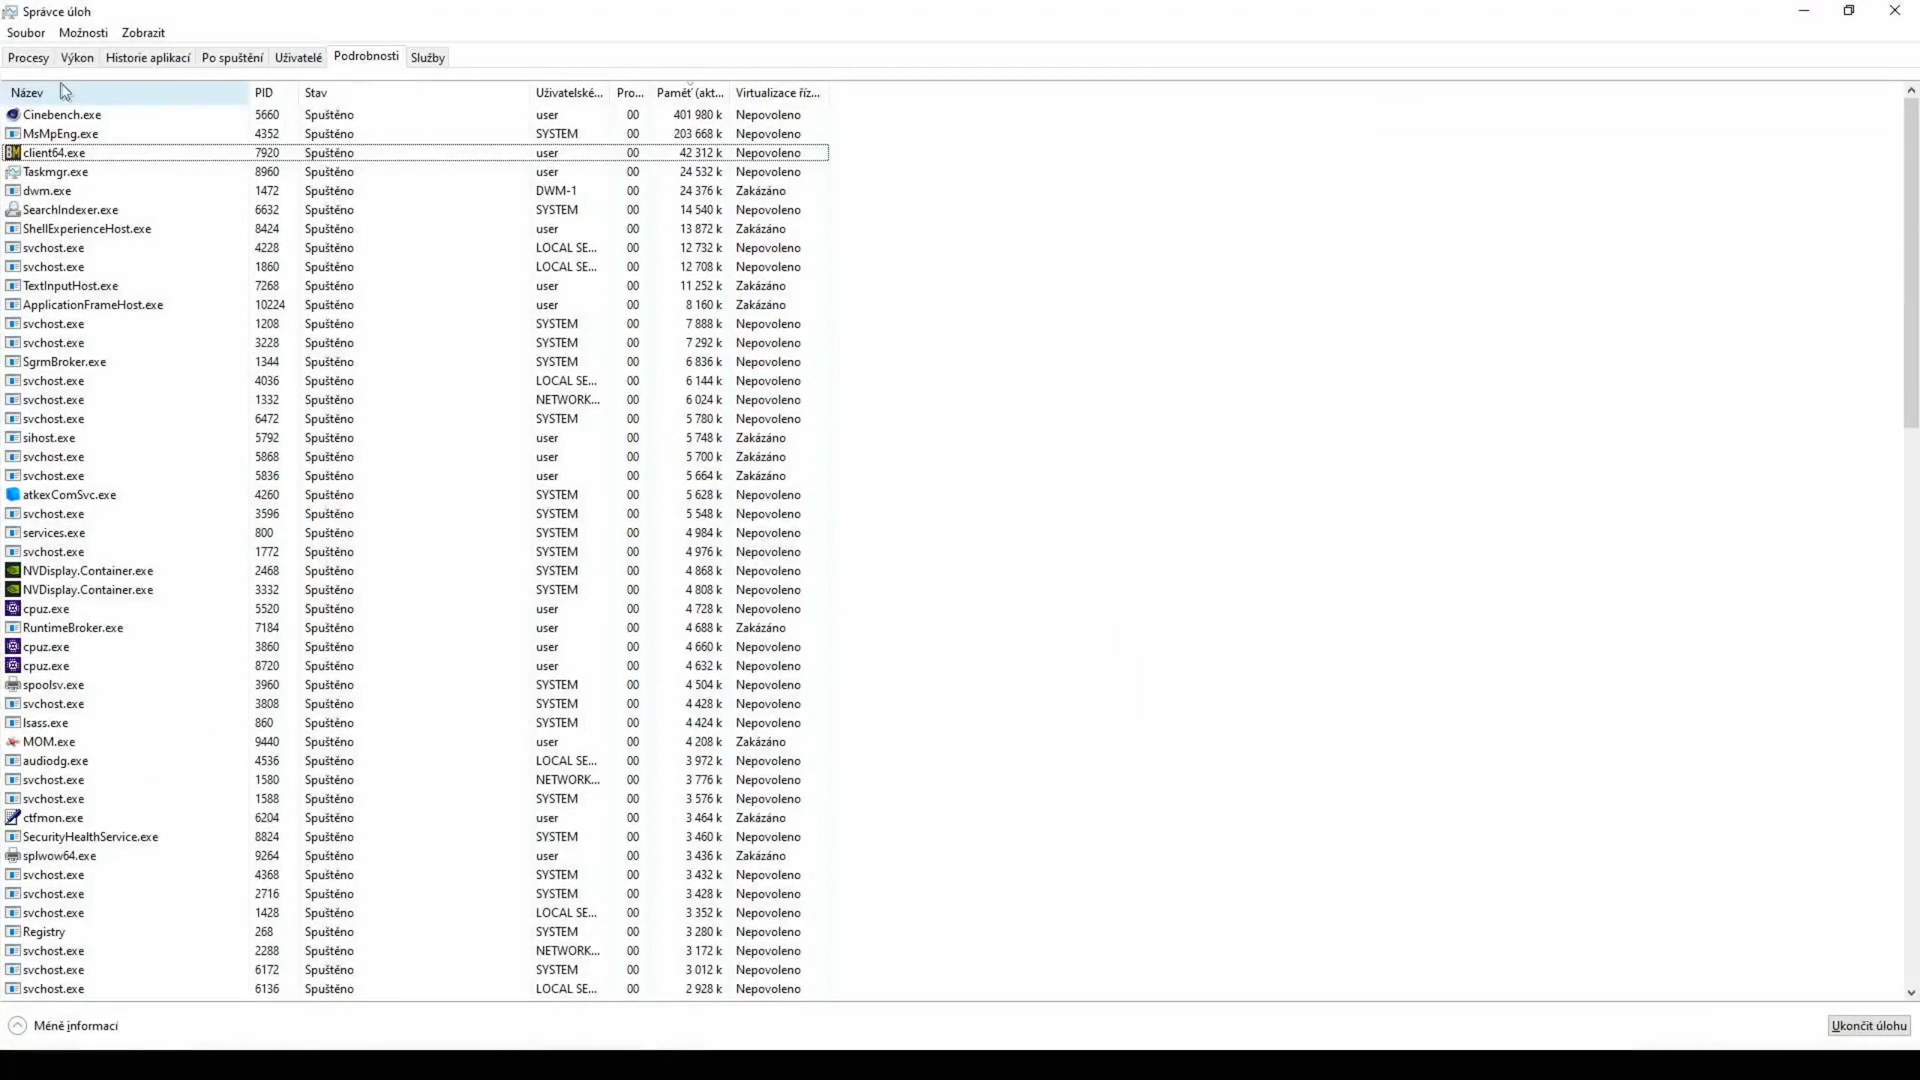 Správce úloh
Soubor Možnosti Zobrazit
Procesy Výkon Historie aplikací Po spuštění Uživatelé Podrobnosti Služby
Název PID Stav Uživatelské... Pro... Paměť (akt... Virtualizace říz...
Cinebench.exe 5660 Spuštěno user 00 401 980 k Nepovoleno
MsMpEng.exe 4352 Spuštěno SYSTEM 00 203 668 k Nepovoleno
BM client64.exe 7920 Spuštěno user 00 42 312 k Nepovoleno
Taskmgr.exe 8960 Spuštěno user 00 24 532 k Nepovoleno
dwm.exe 1472 Spuštěno DWM-1 00 24 376 k Zakázáno
SearchIndexer.exe 6632 Spuštěno SYSTEM 00 14 540 k Nepovoleno
ShellExperienceHost.exe 8424 Spuštěno user 00 13 872 k Zakázáno
svchost.exe 4228 Spuštěno LOCAL SE... 00 12 732 k Nepovoleno
svchost.exe 1860 Spuštěno LOCAL SE... 00 12 708 k Nepovoleno
TextInputHost.exe 7268 Spuštěno user 00 11 252 k Zakázáno
ApplicationFrameHost.exe 10224 Spuštěno user 00 8 160 k Zakázáno
svchost.exe 1208 Spuštěno SYSTEM 00 7 888 k Nepovoleno
svchost.exe 3228 Spuštěno SYSTEM 00 7 292 k Nepovoleno
SgrmBroker.exe 1344 Spuštěno SYSTEM 00 6 836 k Nepovoleno
svchost.exe 4036 Spuštěno LOCAL SE... 00 6 144 k Nepovoleno
svchost.exe 1332 Spuštěno NETWORK... 00 6 024 k Nepovoleno
svchost.exe 6472 Spuštěno SYSTEM 00 5 780 k Nepovoleno
sihost.exe 5792 Spuštěno user 00 5 748 k Zakázáno
svchost.exe 5868 Spuštěno user 00 5 700 k Zakázáno
svchost.exe 5836 Spuštěno user 00 5 664 k Zakázáno
atkexComSvc.exe 4260 Spuštěno SYSTEM 00 5 628 k Nepovoleno
svchost.exe 3596 Spuštěno SYSTEM 00 5 548 k Nepovoleno
services.exe 800 Spuštěno SYSTEM 00 4 984 k Nepovoleno
svchost.exe 1772 Spuštěno SYSTEM 00 4 976 k Nepovoleno
NVDisplay.Container.exe 2468 Spuštěno SYSTEM 00 4 868 k Nepovoleno
NVDisplay.Container.exe 3332 Spuštěno SYSTEM 00 4 808 k Nepovoleno
cpuz.exe 5520 Spuštěno user 00 4 728 k Nepovoleno
RuntimeBroker.exe 7184 Spuštěno user 00 4 688 k Zakázáno
cpuz.exe 3860 Spuštěno user 00 4 660 k Nepovoleno
cpuz.exe 8720 Spuštěno user 00 4 632 k Nepovoleno
spoolsv.exe 3960 Spuštěno SYSTEM 00 4 504 k Nepovoleno
svchost.exe 3808 Spuštěno SYSTEM 00 4 428 k Nepovoleno
lsass.exe 860 Spuštěno SYSTEM 00 4 424 k Nepovoleno
MOM.exe 9440 Spuštěno user 00 4 208 k Zakázáno
audiodg.exe 4536 Spuštěno LOCAL SE... 00 3 972 k Nepovoleno
svchost.exe 1580 Spuštěno NETWORK... 00 3 776 k Nepovoleno
svchost.exe 1588 Spuštěno SYSTEM 00 3 576 k Nepovoleno
ctfmon.exe 6204 Spuštěno user 00 3 464 k Zakázáno
SecurityHealthService.exe 8824 Spuštěno SYSTEM 00 3 460 k Nepovoleno
splwow64.exe 9264 Spuštěno user 00 3 436 k Zakázáno
svchost.exe 4368 Spuštěno SYSTEM 00 3 432 k Nepovoleno
svchost.exe 2716 Spuštěno SYSTEM 00 3 428 k Nepovoleno
svchost.exe 1428 Spuštěno LOCAL SE... 00 3 352 k Nepovoleno
Registry 268 Spuštěno SYSTEM 00 3 280 k Nepovoleno
svchost.exe 2288 Spuštěno NETWORK... 00 3 172 k Nepovoleno
svchost.exe 6172 Spuštěno SYSTEM 00 3 012 k Nepovoleno
svchost.exe 6136 Spuštěno LOCAL SE... 00 2 928 k Nepovoleno
Méně informací Ukončit úlohu